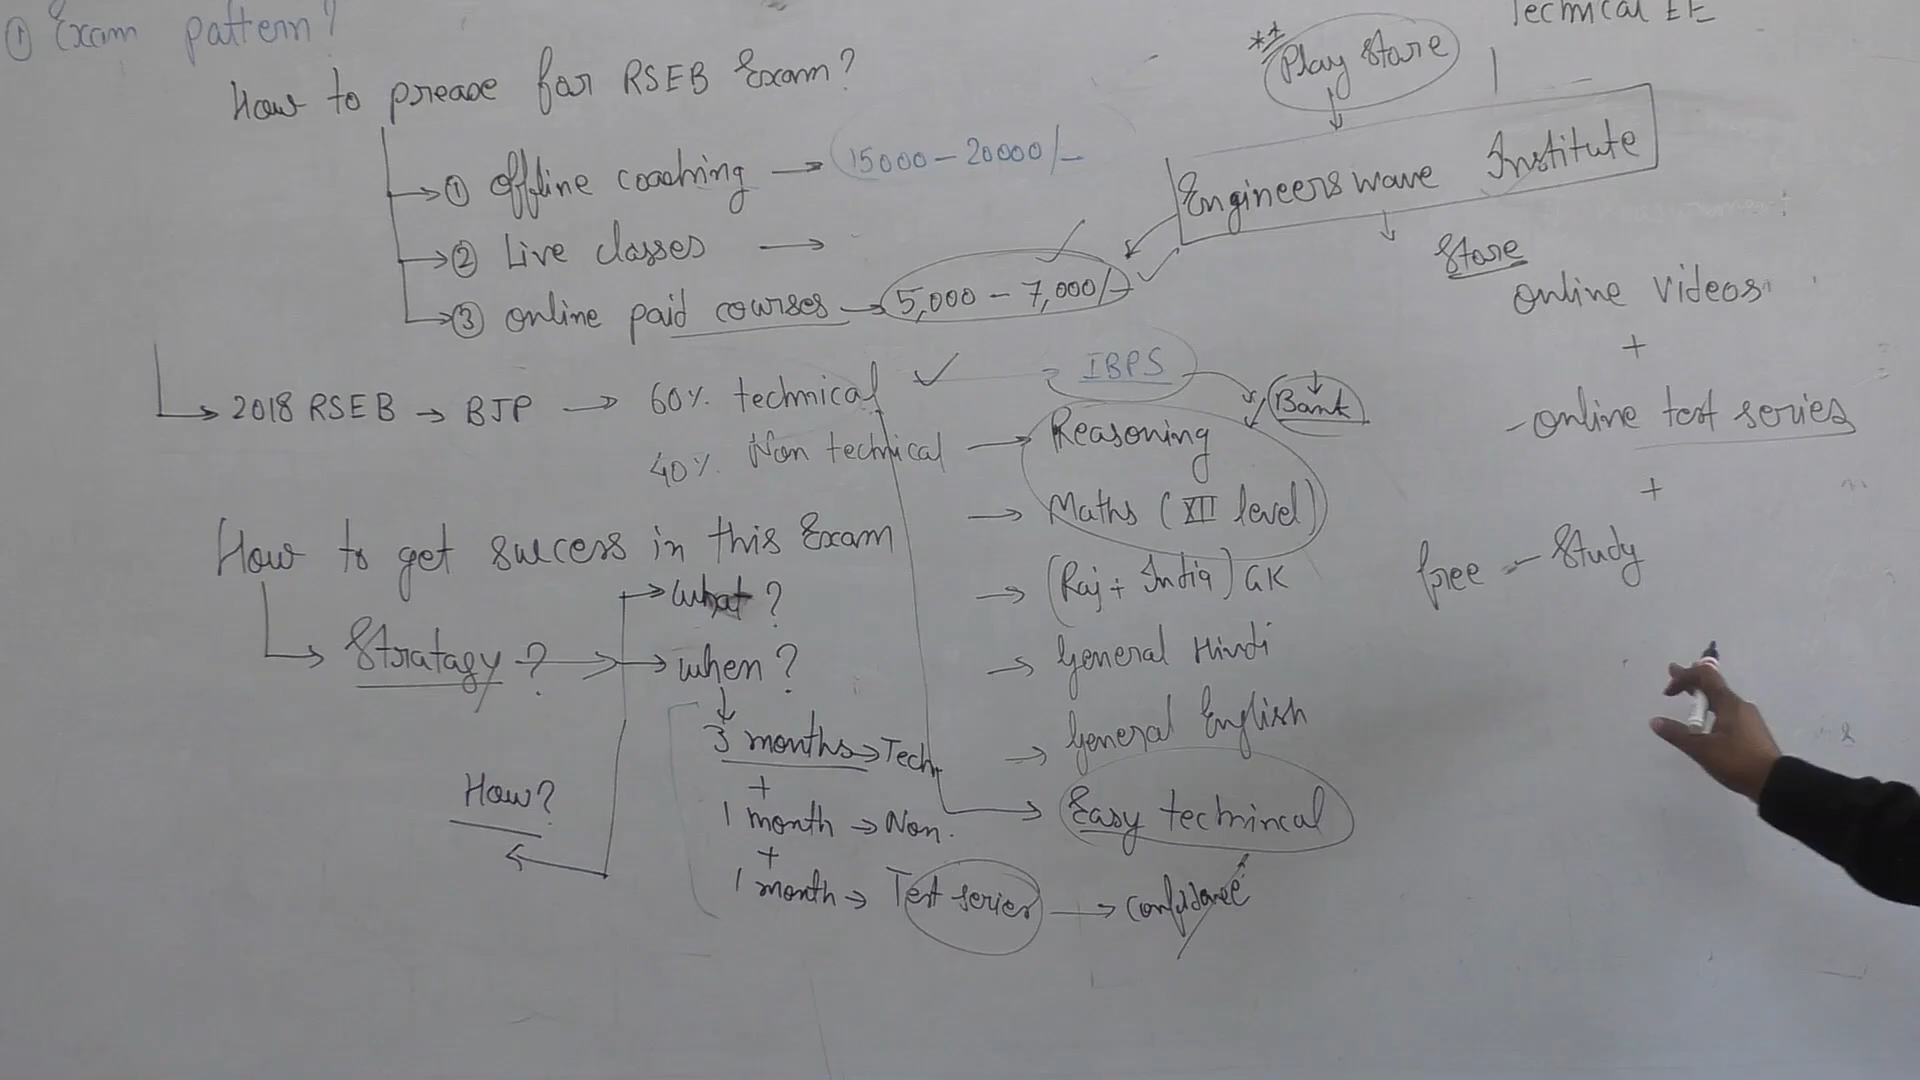 ① Exam pattern?
Technical EE
How to preaoe for RSEB Exam?
** Play Store
① offline coaching → 15000-20000/-
Engineers wave Institute
② Live classes →
Store
③ online paid courses → 5,000 - 7,000/-
online videos
+
→ 2018 RSEB → BJP → 60% technical
IBPS
Bank
40% Non technical → Reasoning
-online test series
→ Maths (XII level)
+
How to get success in this Exam
→ (Raj + India) GK
free - Study
→ what?
→ Stratagy? → when?
→ General Hindi
3 months → Tech
→ General English
+
How?
1 month → Non.
→ Easy techmincal
+
1 month → Test series → Confidance